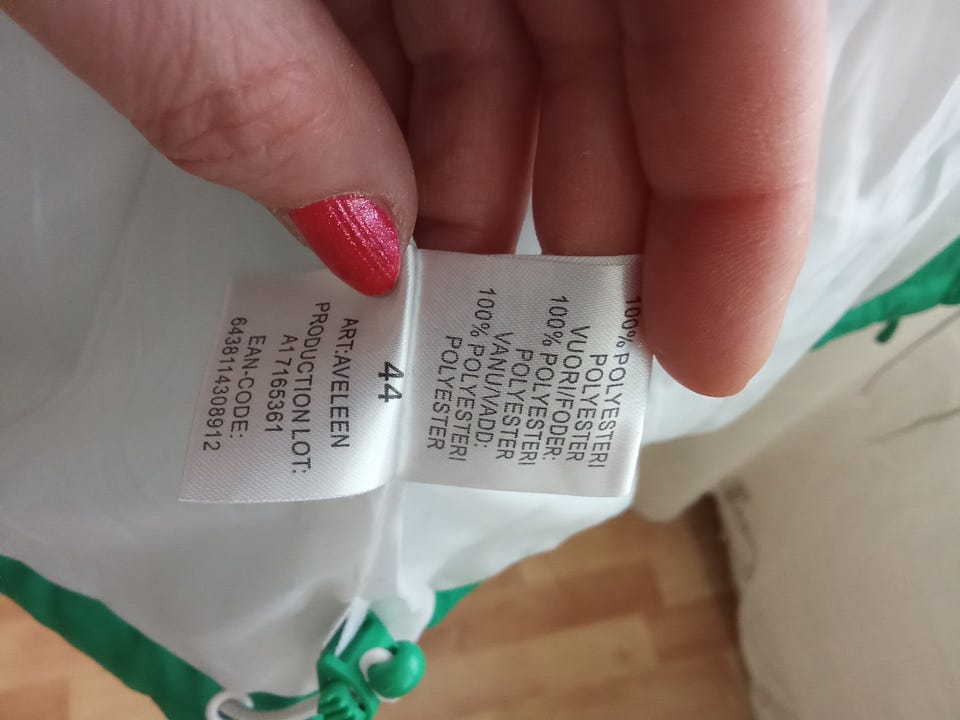 100% POLYESTERI
POLYESTER
VUORI/FODER:
100% POLYESTERI
POLYESTER
VANU/VADD:
100% POLYESTERI
POLYESTER
44
ART:AVELEEN
PRODUCTION LOT:
A17165361
EAN-CODE:
6438114308912